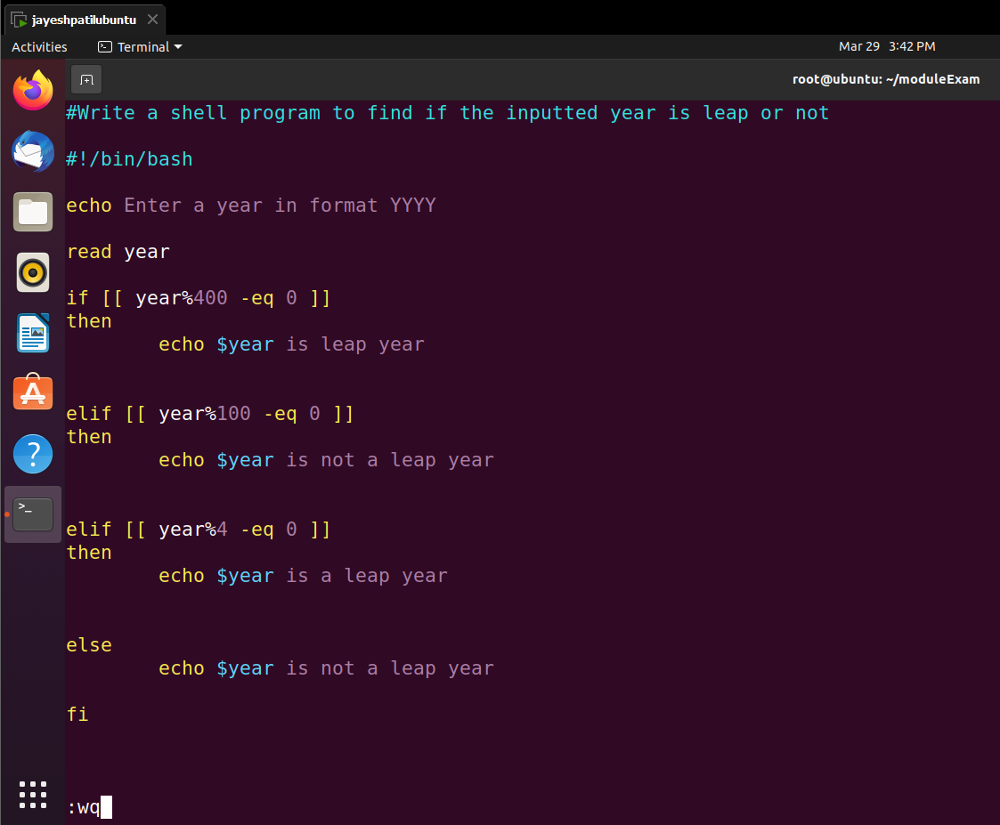 jayeshpatilubuntu
Activities Terminal Mar 29 3:42 PM
root@ubuntu: ~/moduleExam
#Write a shell program to find if the inputted year is leap or not
#!/bin/bash
echo Enter a year in format YYYY
read year
if [[ year%400 -eq 0 ]]
then
echo $year is leap year
elif [[ year%100 -eq 0 ]]
then
echo $year is not a leap year
elif [[ year%4 -eq 0 ]]
then
echo $year is a leap year
else
echo $year is not a leap year
fi
:wq